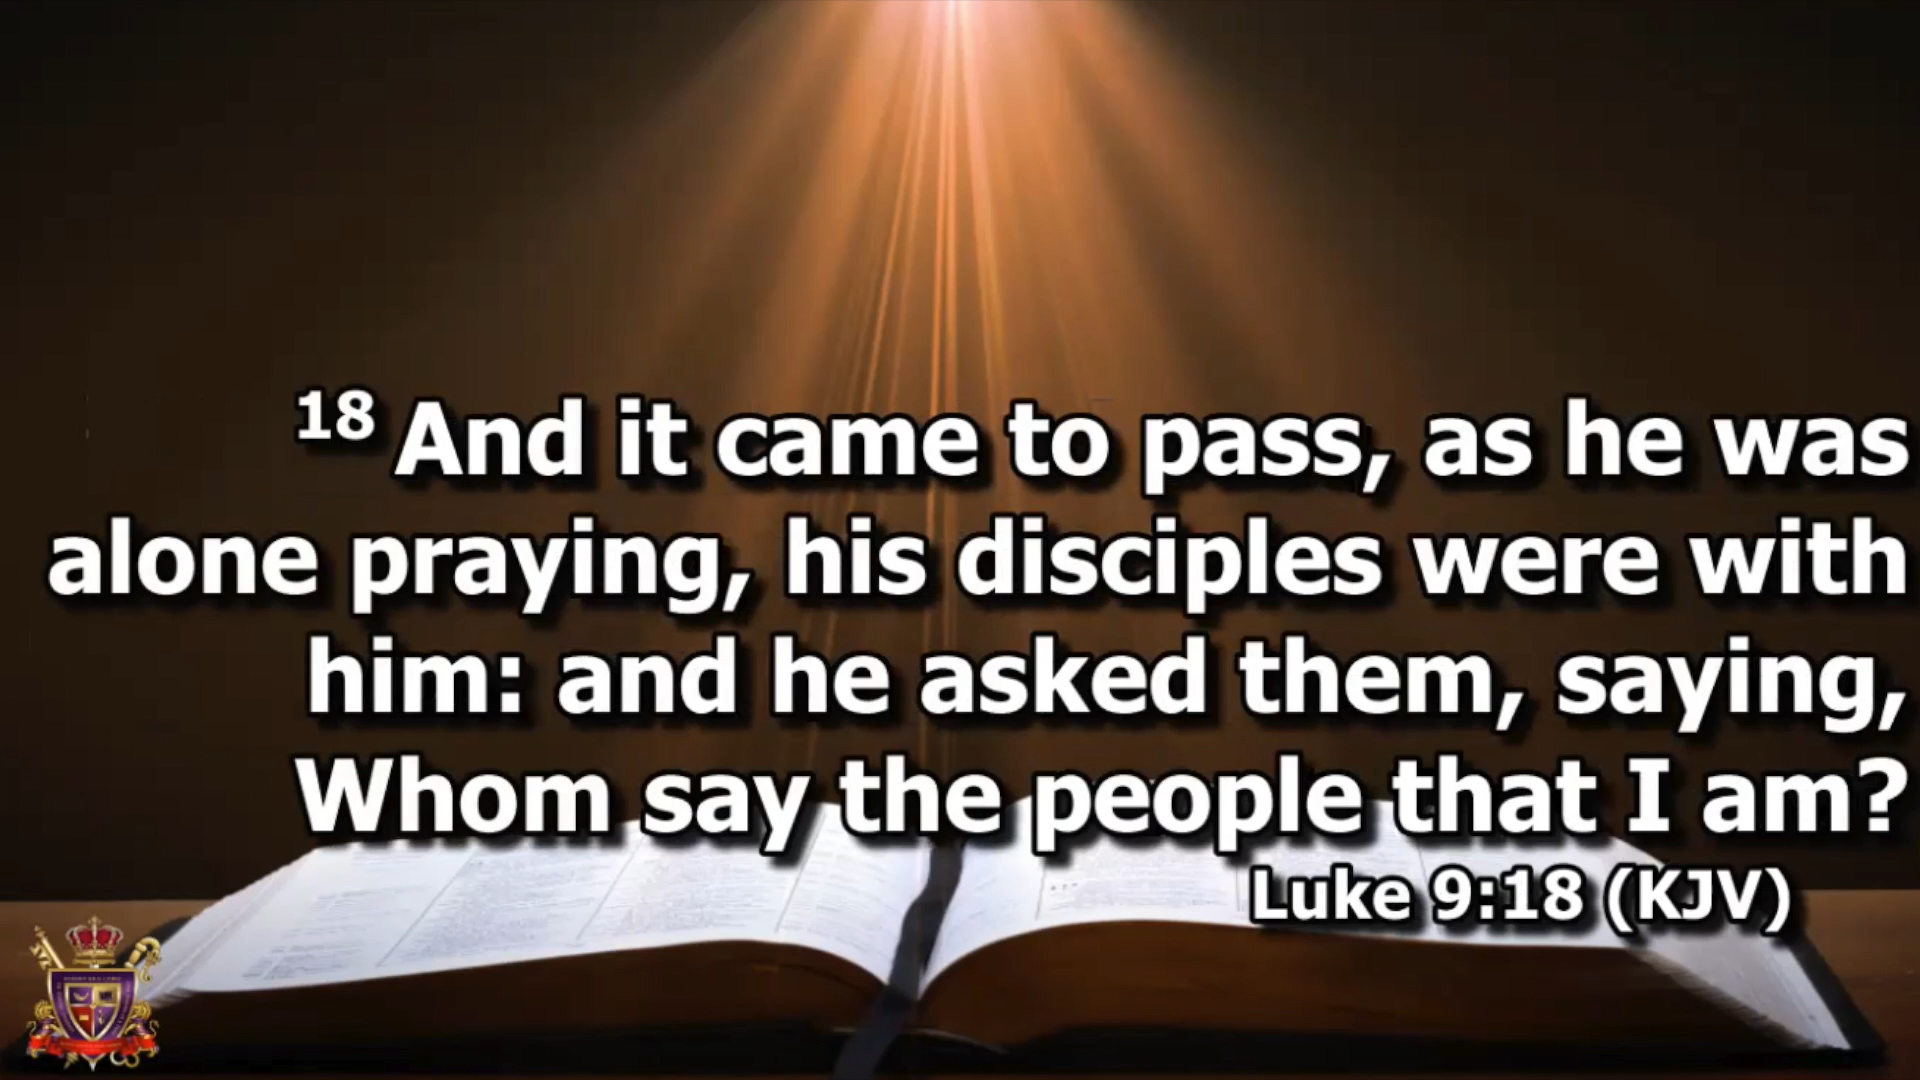 18 And it came to pass, as he was
alone praying, his disciples were with
him: and he asked them, saying,
Whom say the people that I am?
Luke 9:18 (KJV)